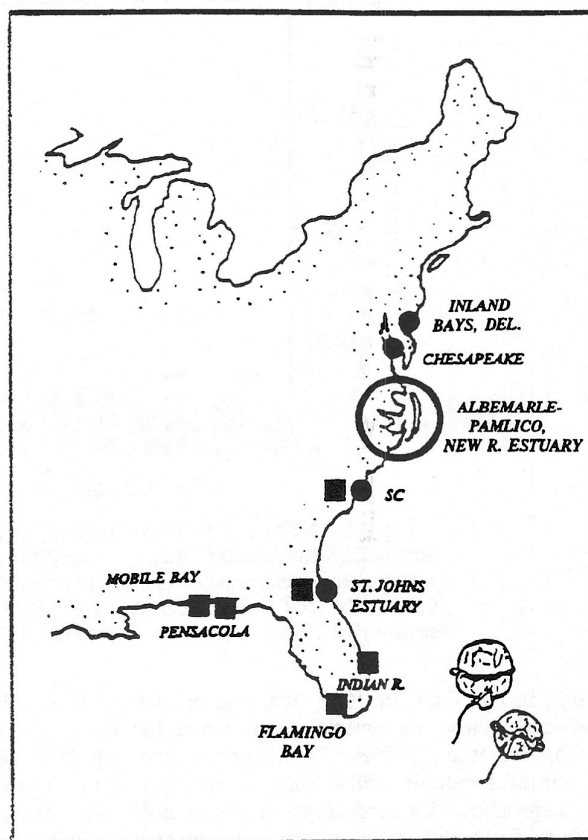 INLAND
BAYS, DEL.
CHESAPEAKE
ALBEMARLE-
PAMLICO,
NEW R. ESTUARY
SC
MOBILE BAY
ST. JOHNS
ESTUARY
PENSACOLA
INDIAN R.
FLAMINGO
BAY